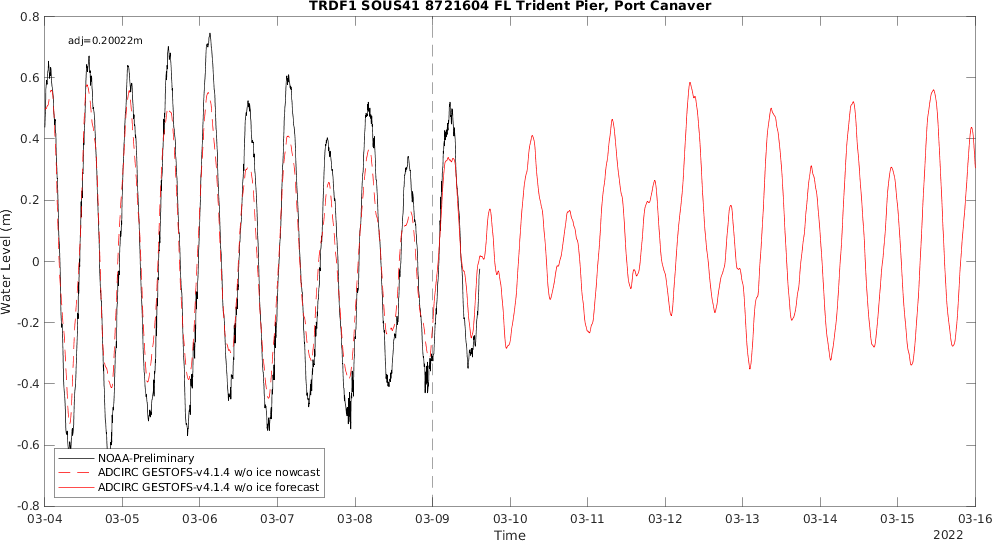 TRDF1 SOUS41 8721604 FL Trident Pier, Port Canaver
adj=0.20022m
0.8
0.6
0.4
0.2
0
-0.2
-0.4
-0.6
-0.8
Water Level (m)
NOAA-Preliminary
ADCIRC GESTOFS-v4.1.4 w/o ice nowcast
ADCIRC GESTOFS-v4.1.4 w/o ice forecast
03-04 03-05 03-06 03-07 03-08 03-09 03-10 03-11 03-12 03-13 03-14 03-15 03-16
Time
2022